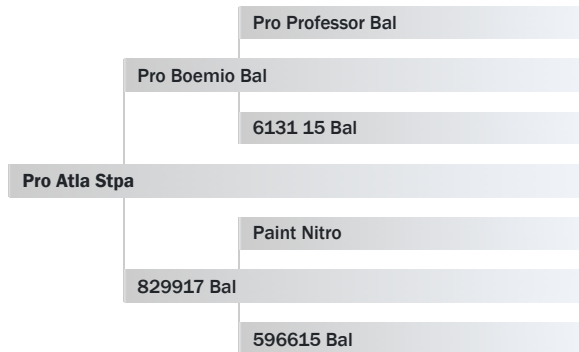 Pro Professor Bal
Pro Boemio Bal
6131 15 Bal
Pro Atla Stpa
Paint Nitro
829917 Bal
596615 Bal